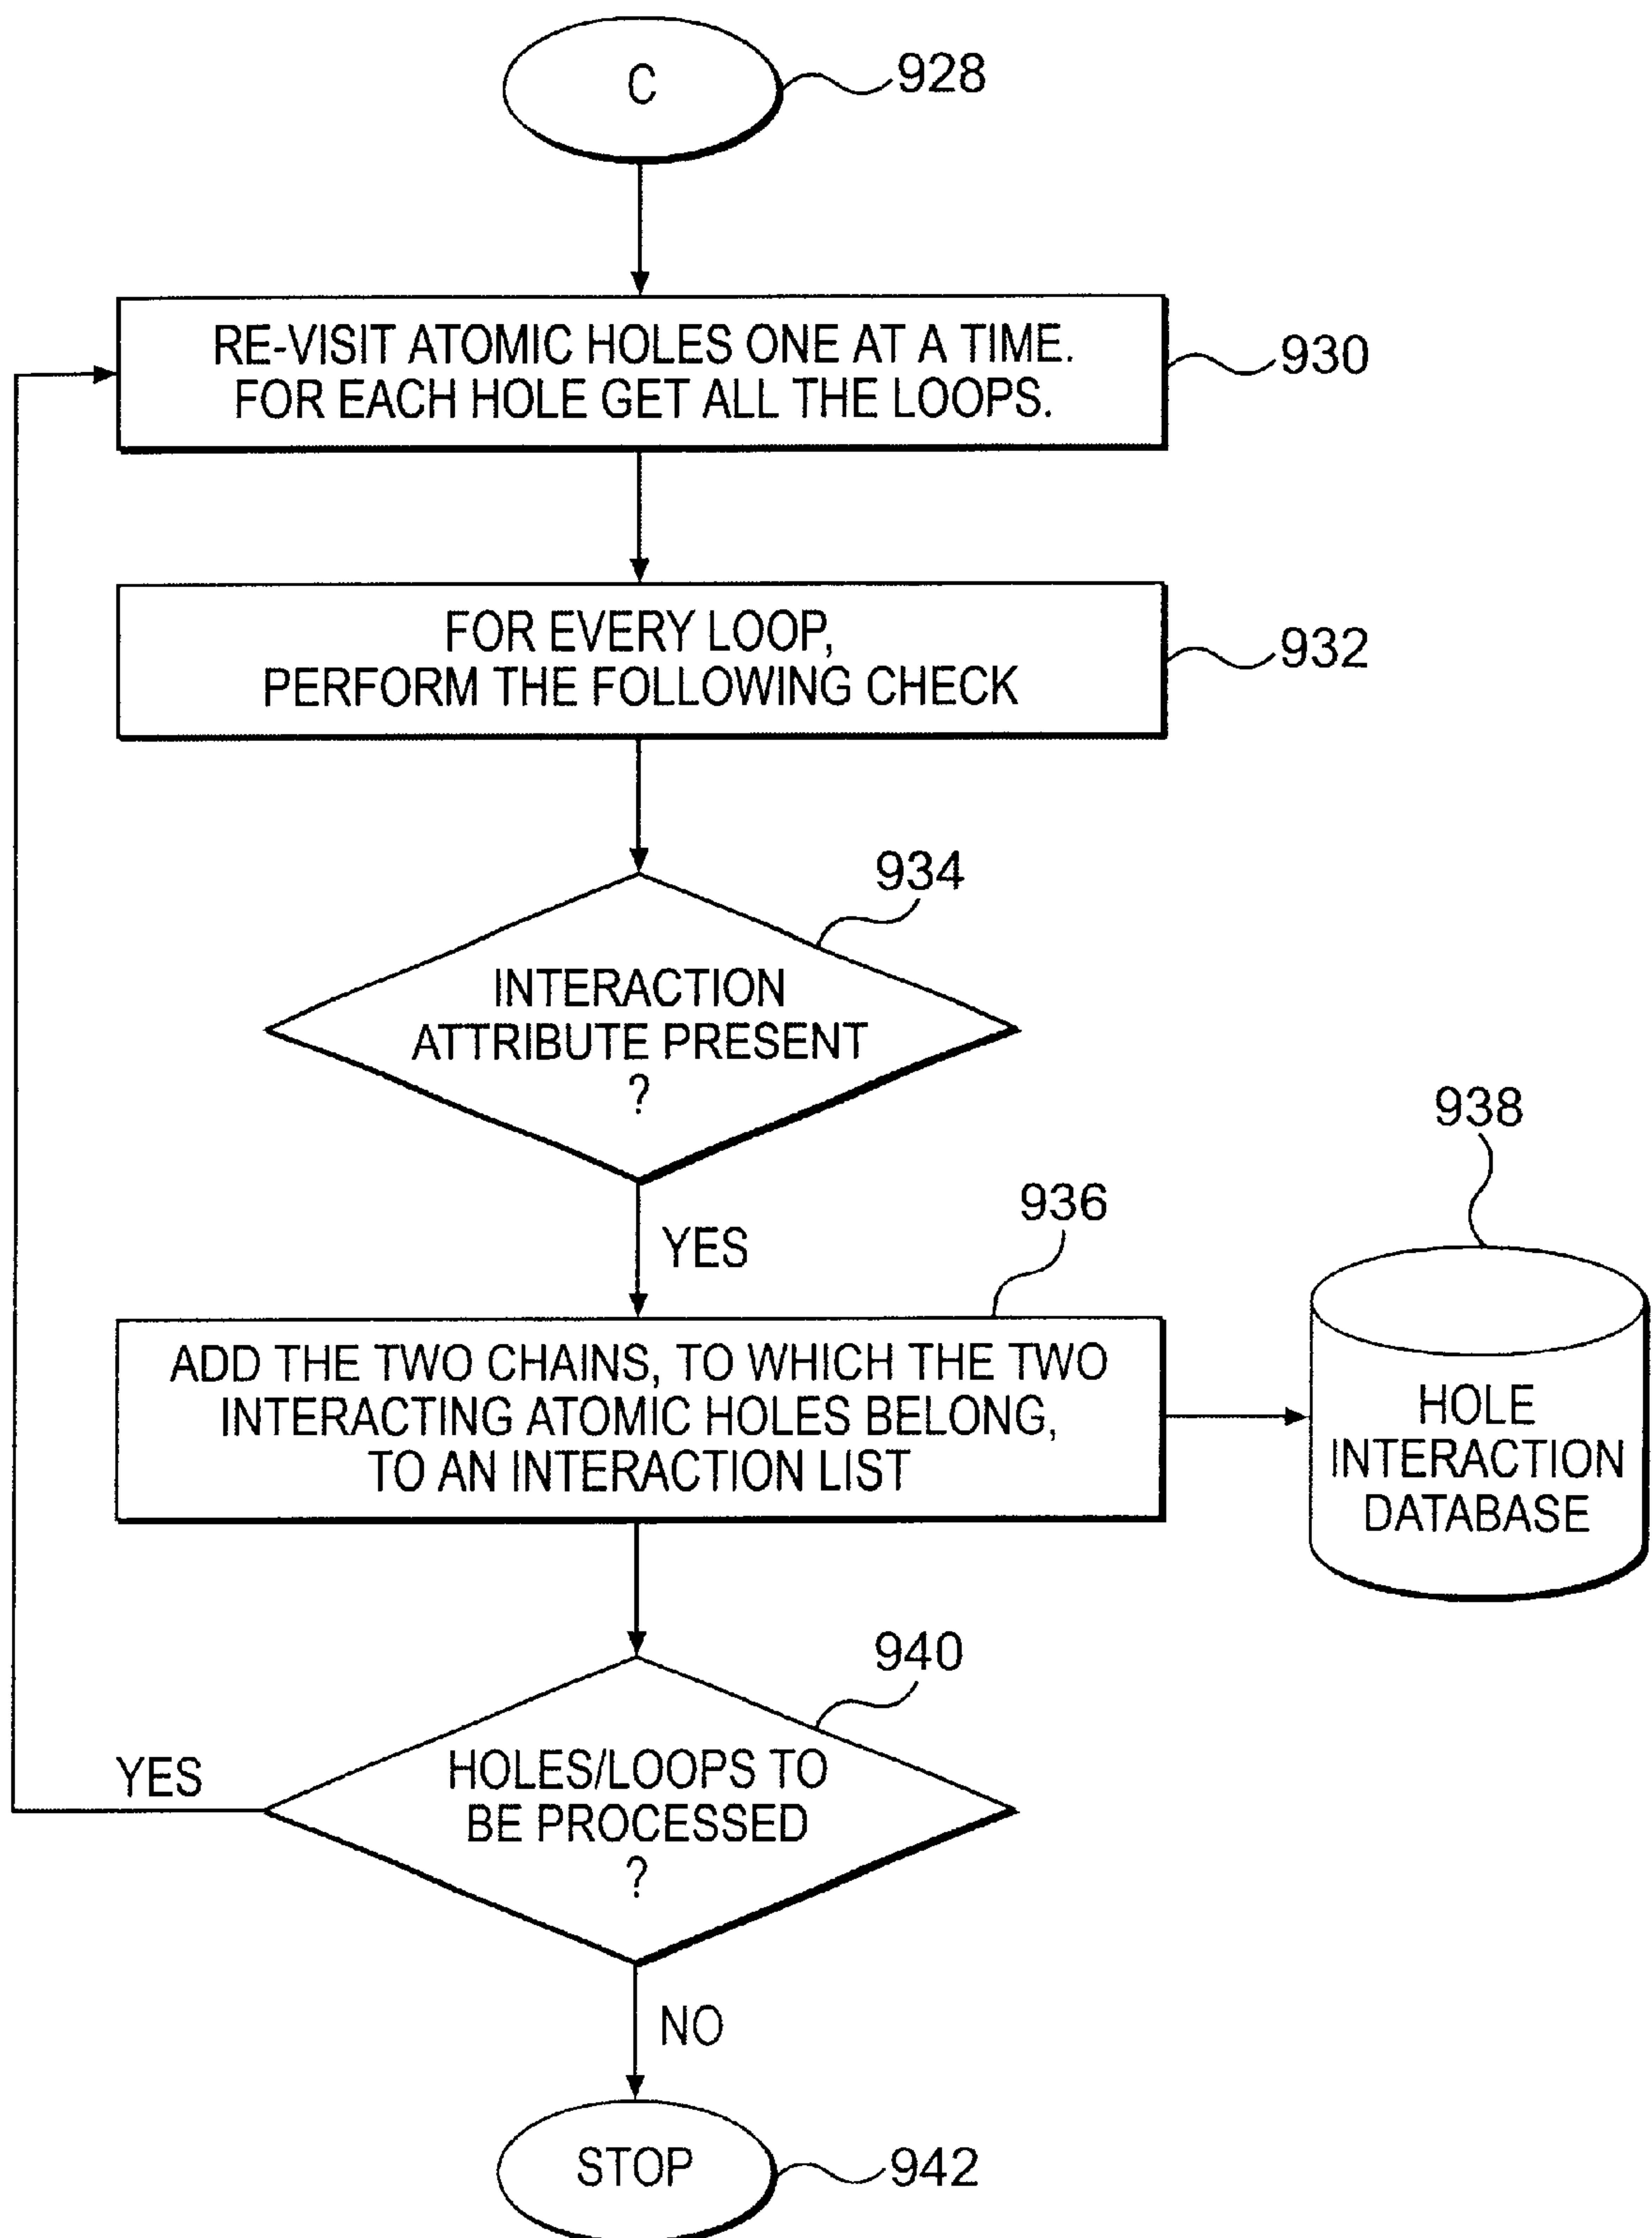 C
928
RE-VISIT ATOMIC HOLES ONE AT A TIME.
FOR EACH HOLE GET ALL THE LOOPS.
930
FOR EVERY LOOP,
PERFORM THE FOLLOWING CHECK
932
934
INTERACTION
ATTRIBUTE PRESENT
?
YES
936
938
ADD THE TWO CHAINS, TO WHICH THE TWO
INTERACTING ATOMIC HOLES BELONG,
TO AN INTERACTION LIST
HOLE
INTERACTION
DATABASE
940
HOLES/LOOPS TO
BE PROCESSED
?
YES
NO
STOP
942